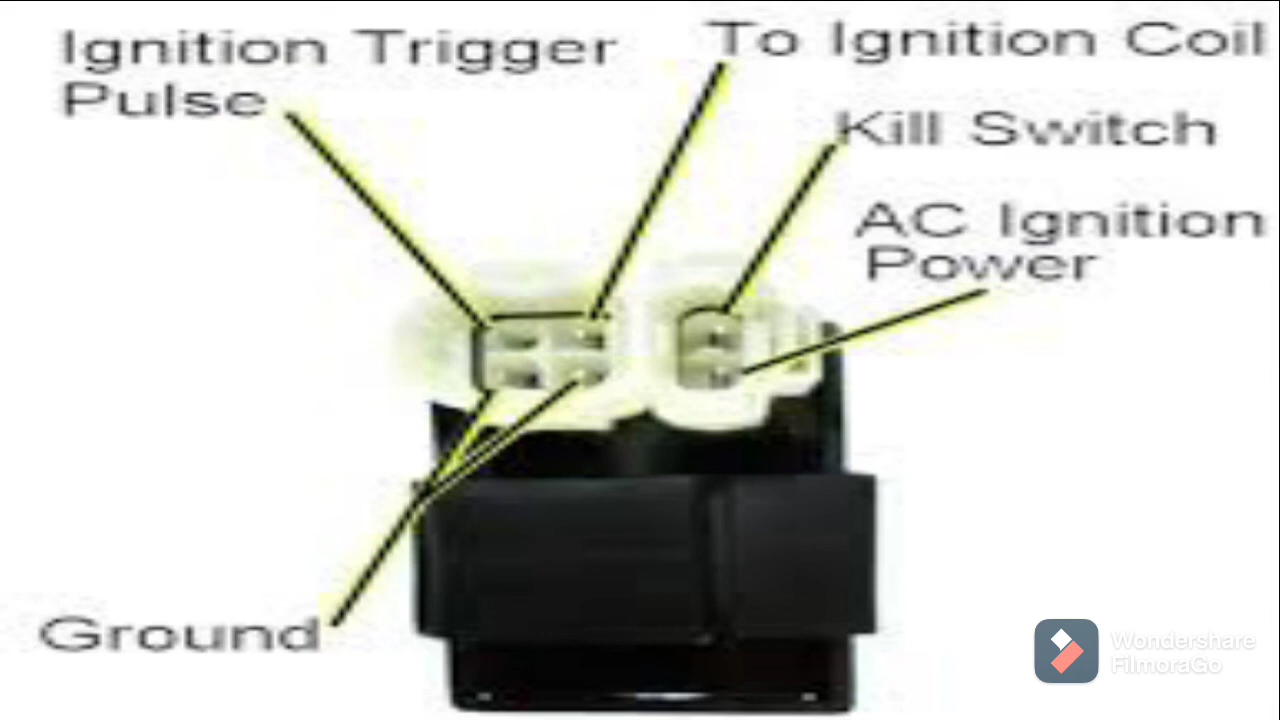 Ignition Trigger
Pulse
To Ignition Coil
Kill Switch
AC Ignition
Power
Ground
Wondershare
FilmoraGo